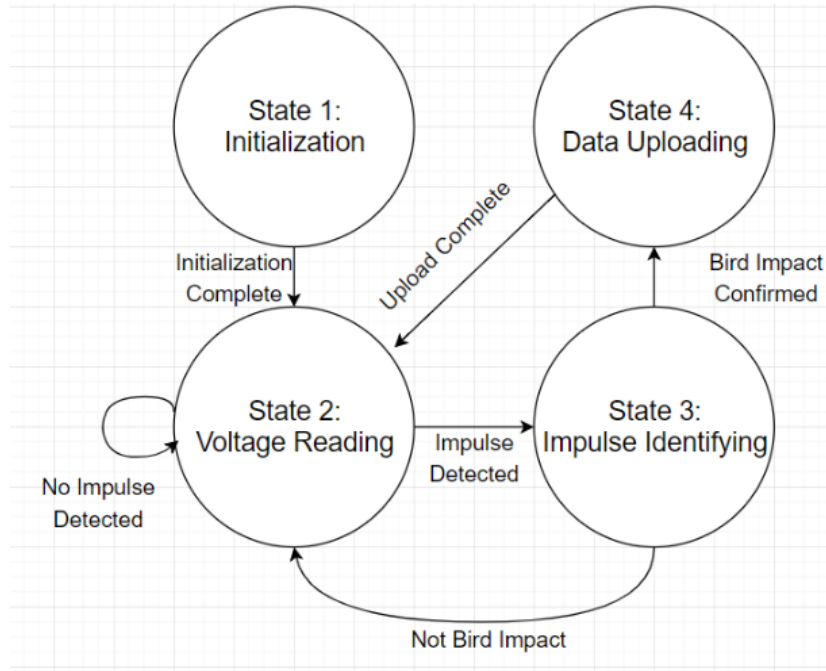 State 1:
Initialization
State 4:
Data Uploading
Initialization
Complete
Upload Complete
Bird Impact
Confirmed
State 2:
Voltage Reading
Impulse
Detected
State 3:
Impulse Identifying
No Impulse
Detected
Not Bird Impact